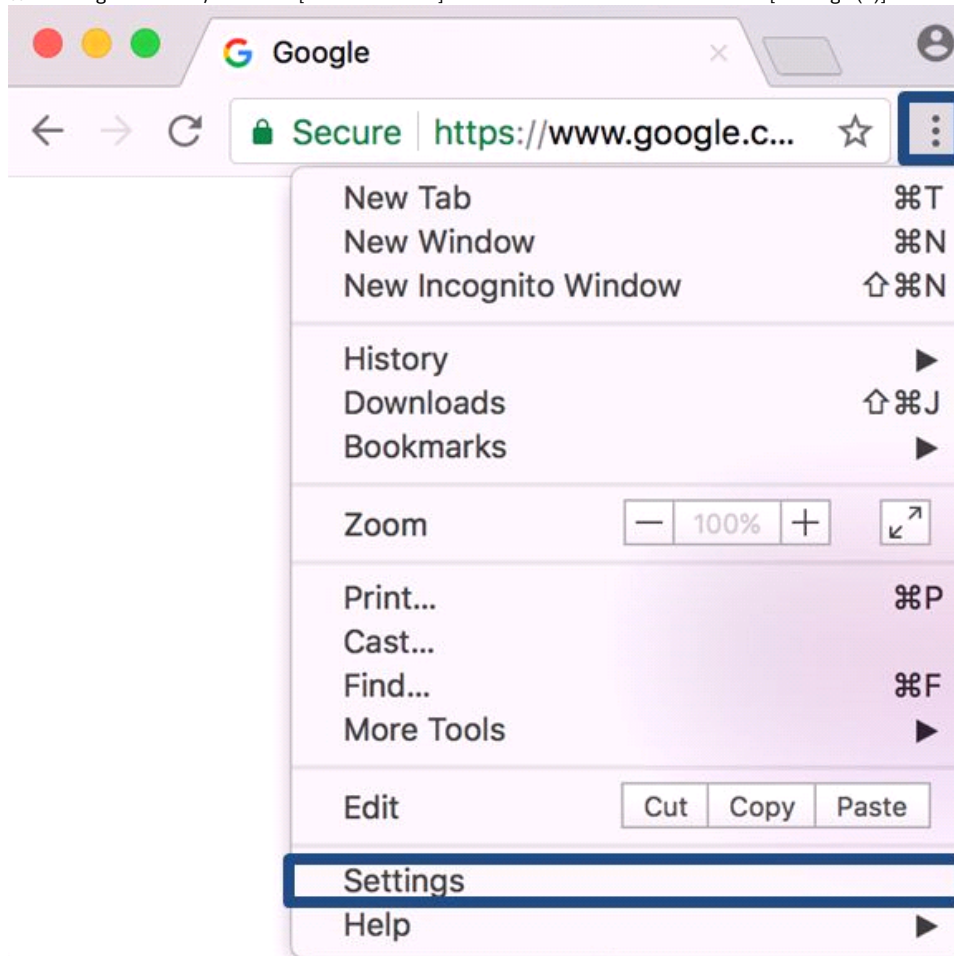 Google
Secure https://www.google.c...
New Tab ⌘T
New Window ⌘N
New Incognito Window ⇧⌘N
History ▶
Downloads ⇧⌘J
Bookmarks ▶
Zoom − 100% +
Print... ⌘P
Cast...
Find... ⌘F
More Tools ▶
Edit Cut Copy Paste
Settings
Help ▶